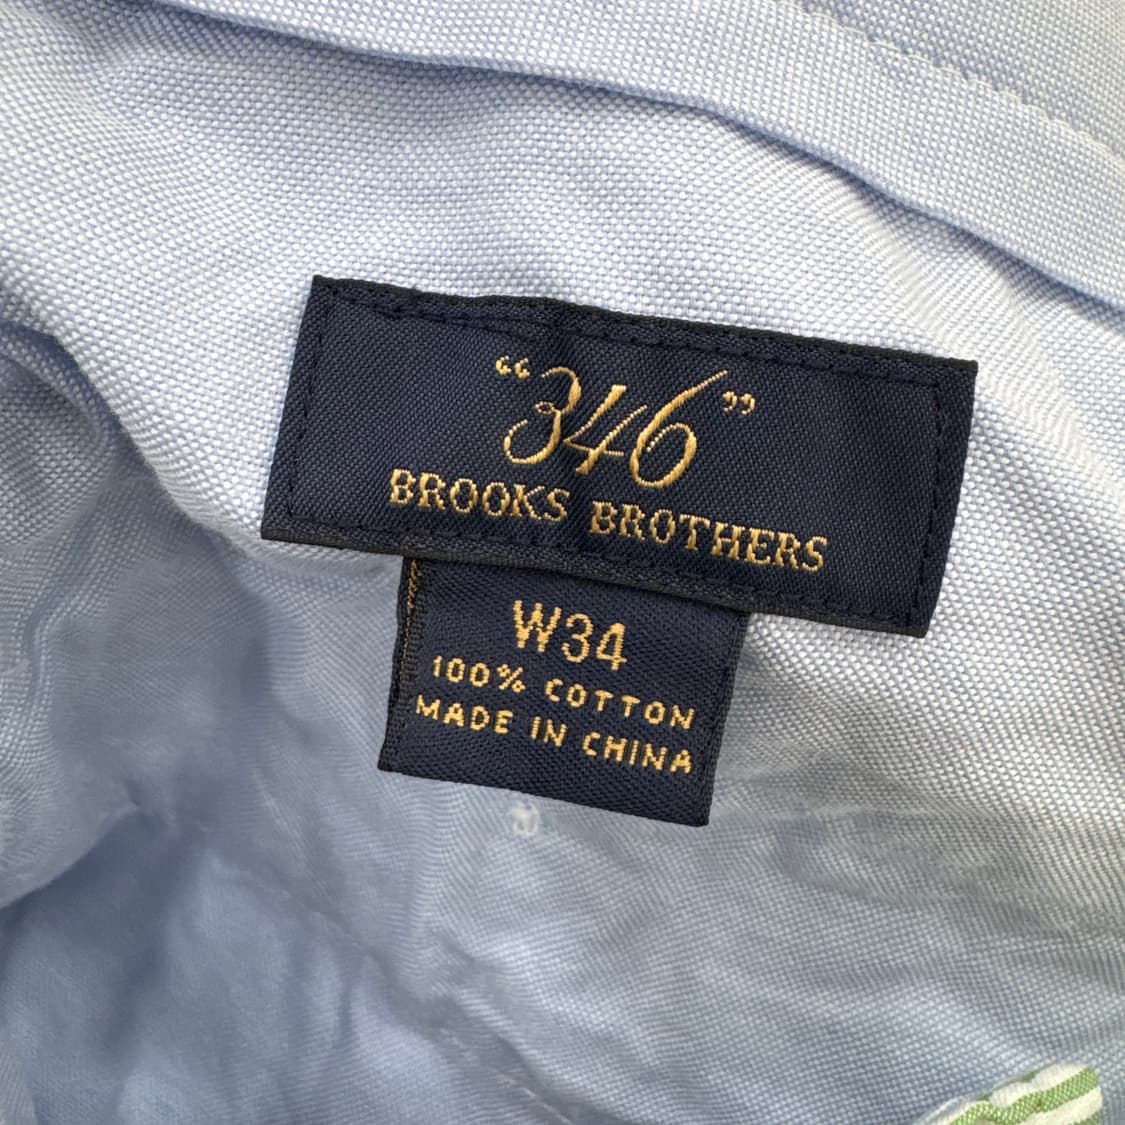 “346”
BROOKS BROTHERS
W34
100% COTTON
MADE IN CHINA